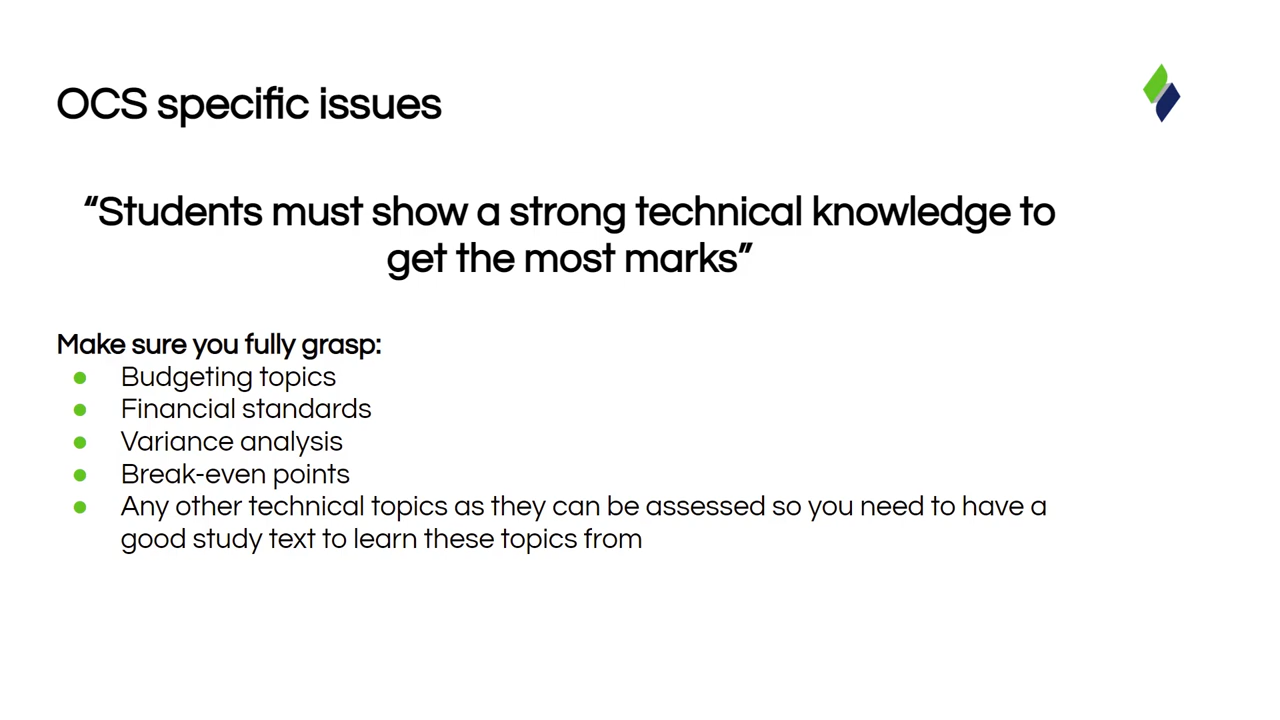 OCS specific issues
“Students must show a strong technical knowledge to
get the most marks”
Make sure you fully grasp:
● Budgeting topics
● Financial standards
● Variance analysis
● Break-even points
● Any other technical topics as they can be assessed so you need to have a
good study text to learn these topics from